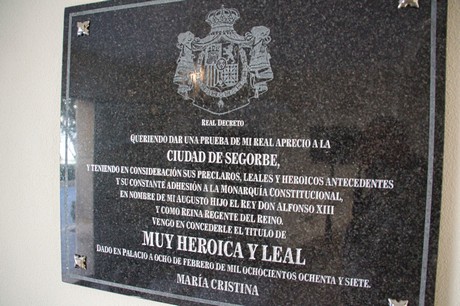 REAL DECRETO
QUERIENDO DAR UNA PRUEBA DE MI REAL APRECIO A LA
CIUDAD DE SEGORBE,
Y TENIENDO EN CONSIDERACIÓN SUS PRECLAROS, LEALES Y HEROICOS ANTECEDENTES
Y SU CONSTANTE ADHESIÓN A LA MONARQUÍA CONSTITUCIONAL,
EN NOMBRE DE MI AUGUSTO HIJO EL REY DON ALFONSO XIII
Y COMO REINA REGENTE DEL REINO,
VENGO EN CONCEDERLE EL TITULO DE
MUY HEROICA Y LEAL
DADO EN PALACIO A OCHO DE FEBRERO DE MIL OCHOCIENTOS OCHENTA Y SIETE.
MARÍA CRISTINA